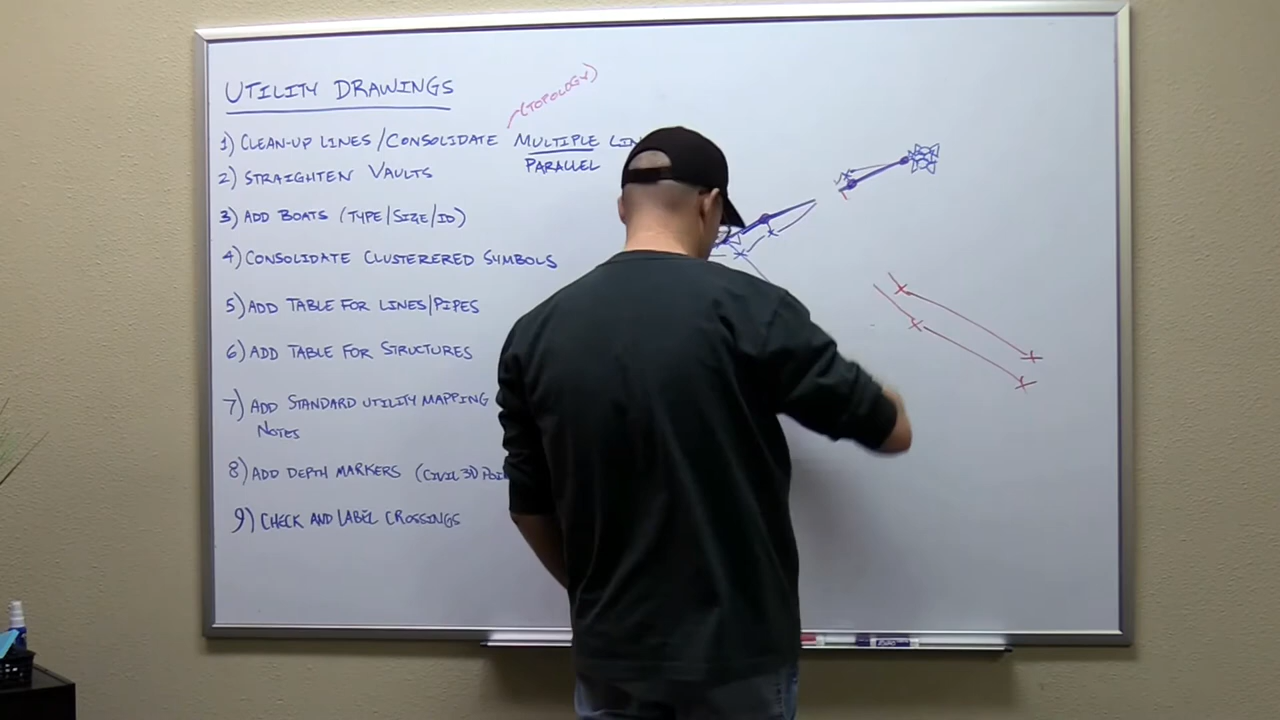 UTILITY DRAWINGS
(TOPOLOGY)
1) CLEAN-UP LINES/CONSOLIDATE MULTIPLE
PARALLEL
2) STRAIGHTEN VAULTS
3) ADD BOATS (TYPE/SIZE/ID)
4) CONSOLIDATE CLUSTERERED SYMBOLS
5) ADD TABLE FOR LINES/PIPES
6) ADD TABLE FOR STRUCTURES
7) ADD STANDARD UTILITY MAPPING
NOTES
8) ADD DEPTH MARKERS (CIVIL 3D
9) CHECK AND LABEL CROSSINGS
EXPO